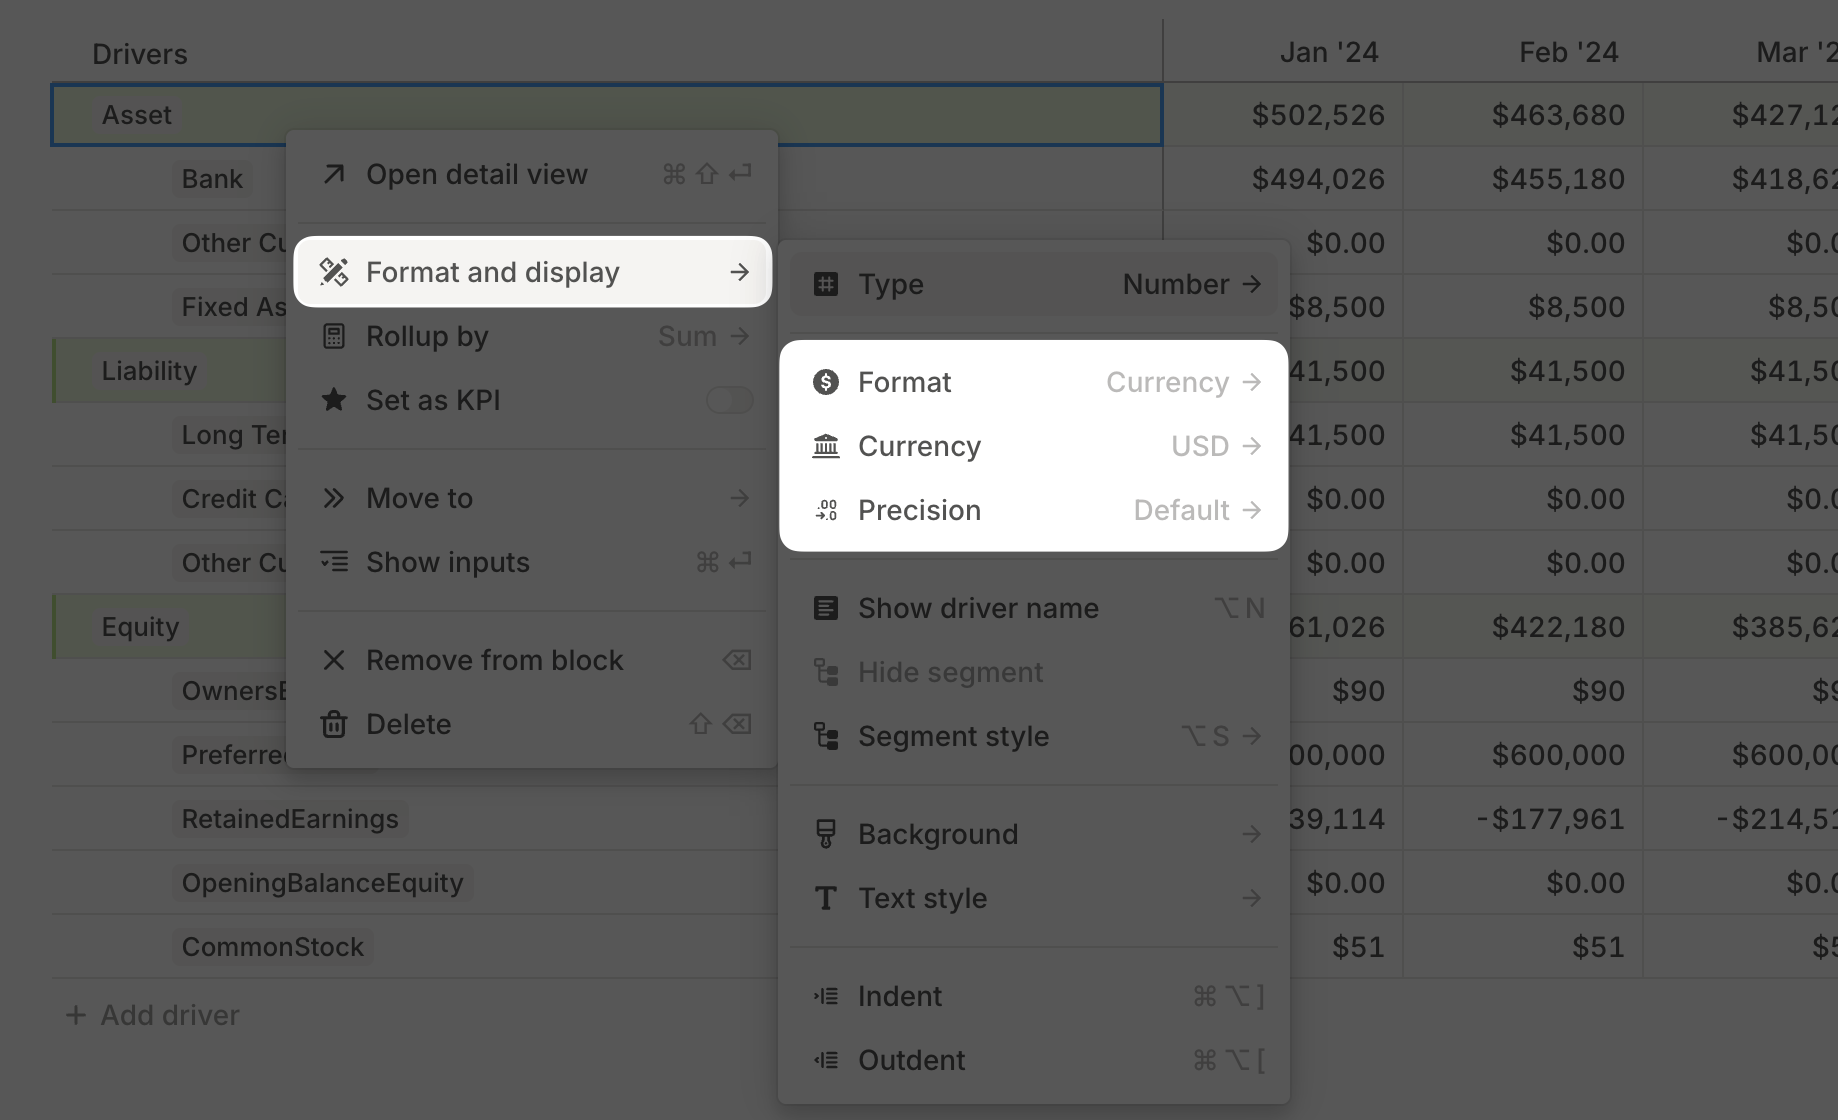 Drivers Jan '24 Feb '24 Mar '2
Asset $502,526 $463,680 $427,12
Open detail view ⌘ ⇧ ↵
Bank $494,026 $455,180 $418,62
Other Cu $0.00 $0.00 $0.0
Format and display →
Type Number →
Fixed As $8,500 $8,500 $8,50
Rollup by Sum →
Liability 41,500 $41,500 $41,50
Format Currency →
Set as KPI
Long Ter 41,500 $41,500 $41,50
Currency USD →
Credit Ca $0.00 $0.00 $0.0
Move to →
Precision Default →
Other Cu $0.00 $0.00 $0.0
Show inputs ⌘ ↵
Show driver name ⌥ N
Equity 61,026 $422,180 $385,62
Remove from block ⌫
Hide segment
OwnersE $90 $90 $9
Delete ⇧ ⌫
Segment style ⌥ S →
Preferred 00,000 $600,000 $600,00
RetainedEarnings 39,114 -$177,961 -$214,51
Background →
OpeningBalanceEquity $0.00 $0.00 $0.0
Text style →
CommonStock $51 $51 $5
Indent ⌘ ⌥ ]
+ Add driver
Outdent ⌘ ⌥ [